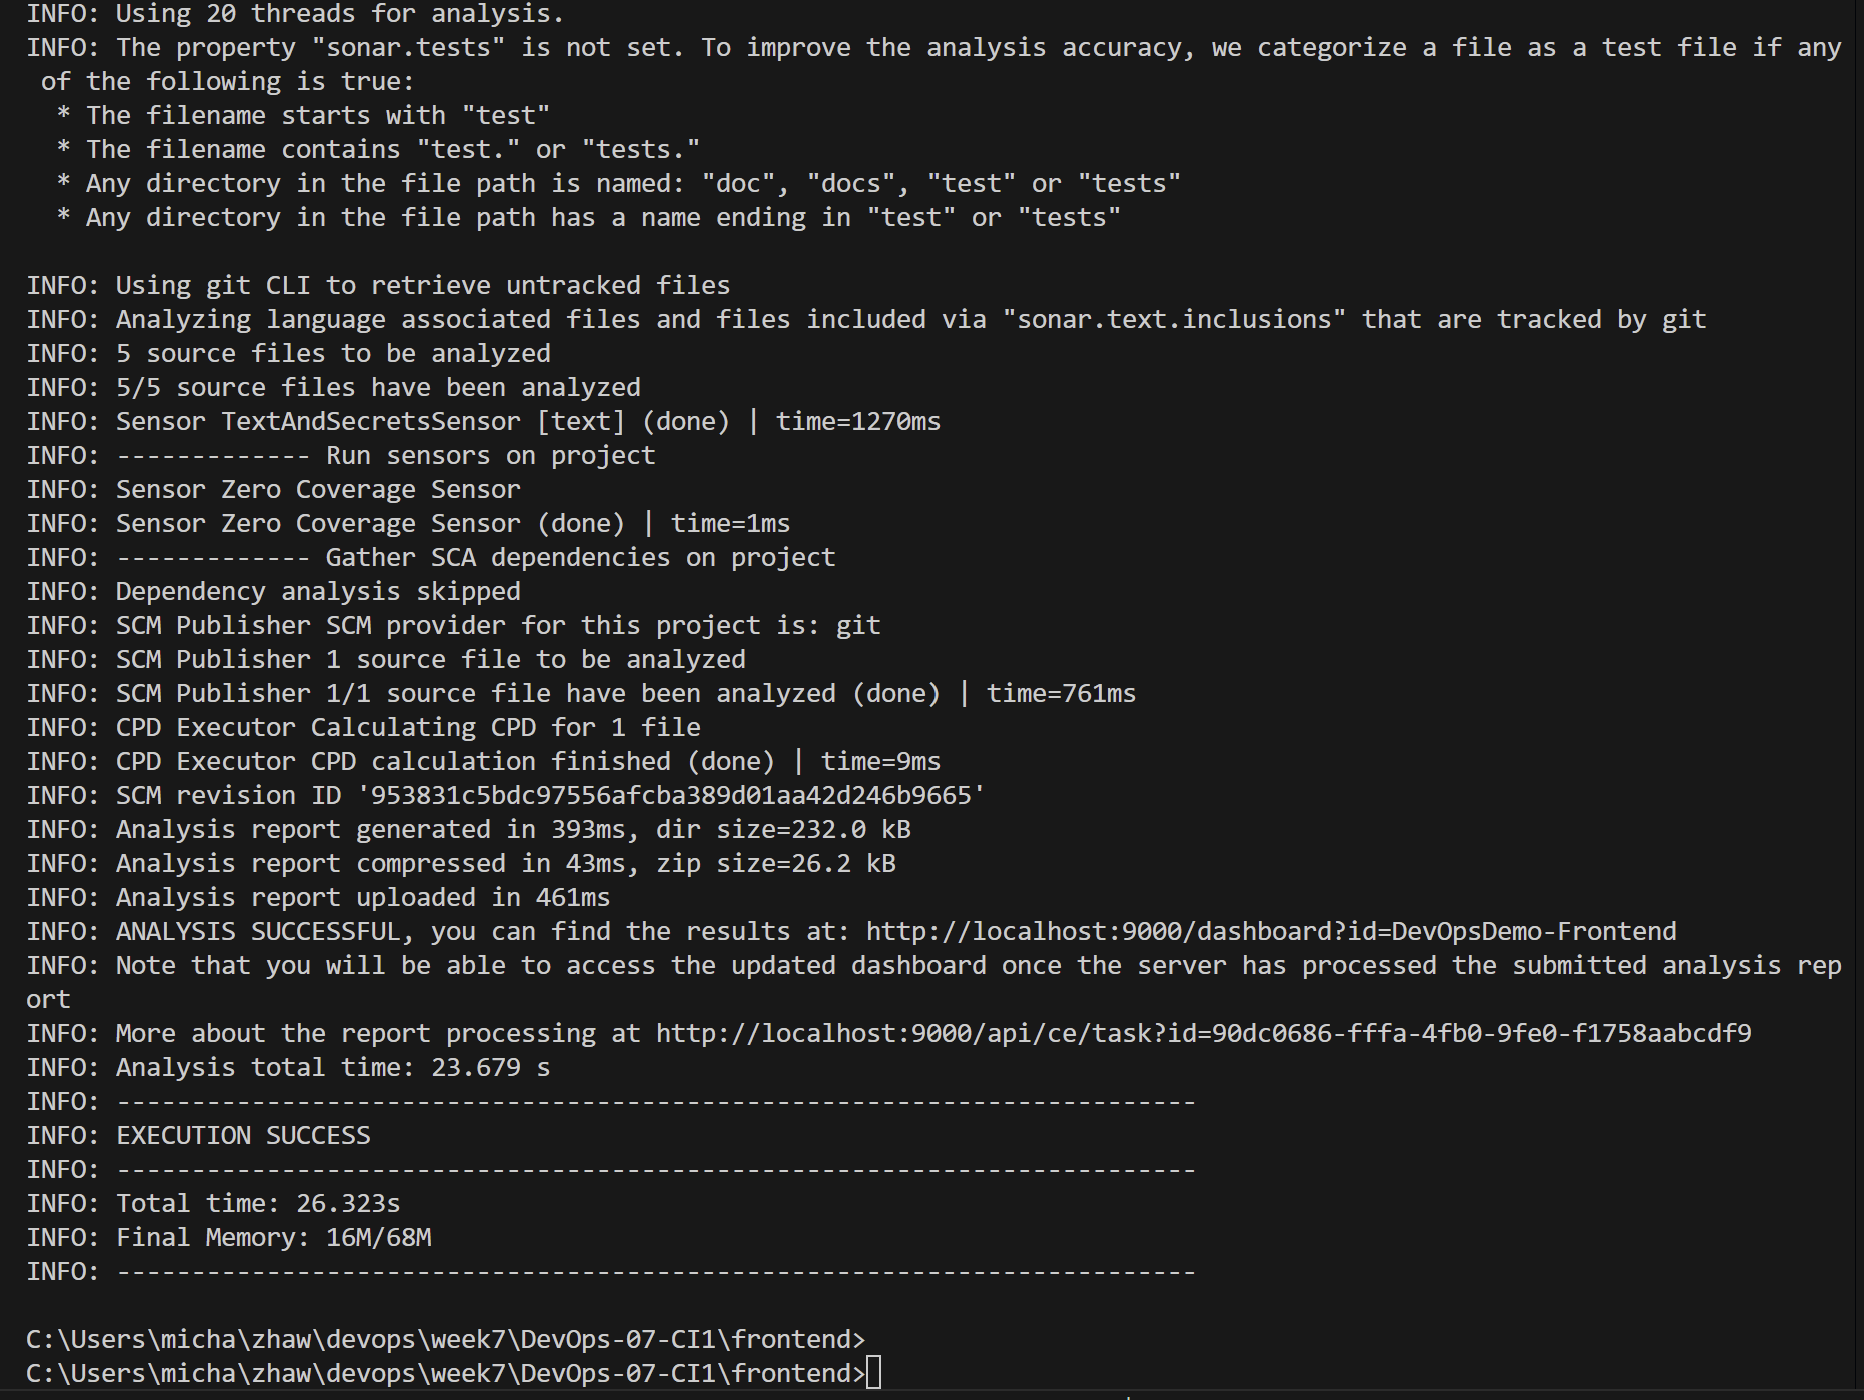 INFO: Using 20 threads for analysis.
INFO: The property "sonar.tests" is not set. To improve the analysis accuracy, we categorize a file as a test file if any
 of the following is true:
  * The filename starts with "test"
  * The filename contains "test." or "tests."
  * Any directory in the file path is named: "doc", "docs", "test" or "tests"
  * Any directory in the file path has a name ending in "test" or "tests"

INFO: Using git CLI to retrieve untracked files
INFO: Analyzing language associated files and files included via "sonar.text.inclusions" that are tracked by git
INFO: 5 source files to be analyzed
INFO: 5/5 source files have been analyzed
INFO: Sensor TextAndSecretsSensor [text] (done) | time=1270ms
INFO: ------------- Run sensors on project
INFO: Sensor Zero Coverage Sensor
INFO: Sensor Zero Coverage Sensor (done) | time=1ms
INFO: ------------- Gather SCA dependencies on project
INFO: Dependency analysis skipped
INFO: SCM Publisher SCM provider for this project is: git
INFO: SCM Publisher 1 source file to be analyzed
INFO: SCM Publisher 1/1 source file have been analyzed (done) | time=761ms
INFO: CPD Executor Calculating CPD for 1 file
INFO: CPD Executor CPD calculation finished (done) | time=9ms
INFO: SCM revision ID '953831c5bdc97556afcba389d01aa42d246b9665'
INFO: Analysis report generated in 393ms, dir size=232.0 kB
INFO: Analysis report compressed in 43ms, zip size=26.2 kB
INFO: Analysis report uploaded in 461ms
INFO: ANALYSIS SUCCESSFUL, you can find the results at: http://localhost:9000/dashboard?id=DevOpsDemo-Frontend
INFO: Note that you will be able to access the updated dashboard once the server has processed the submitted analysis rep
ort
INFO: More about the report processing at http://localhost:9000/api/ce/task?id=90dc0686-fffa-4fb0-9fe0-f1758aabcdf9
INFO: Analysis total time: 23.679 s
INFO: ------------------------------------------------------------------------
INFO: EXECUTION SUCCESS
INFO: ------------------------------------------------------------------------
INFO: Total time: 26.323s
INFO: Final Memory: 16M/68M
INFO: ------------------------------------------------------------------------

C:\Users\micha\zhaw\devops\week7\DevOps-07-CI1\frontend>
C:\Users\micha\zhaw\devops\week7\DevOps-07-CI1\frontend>